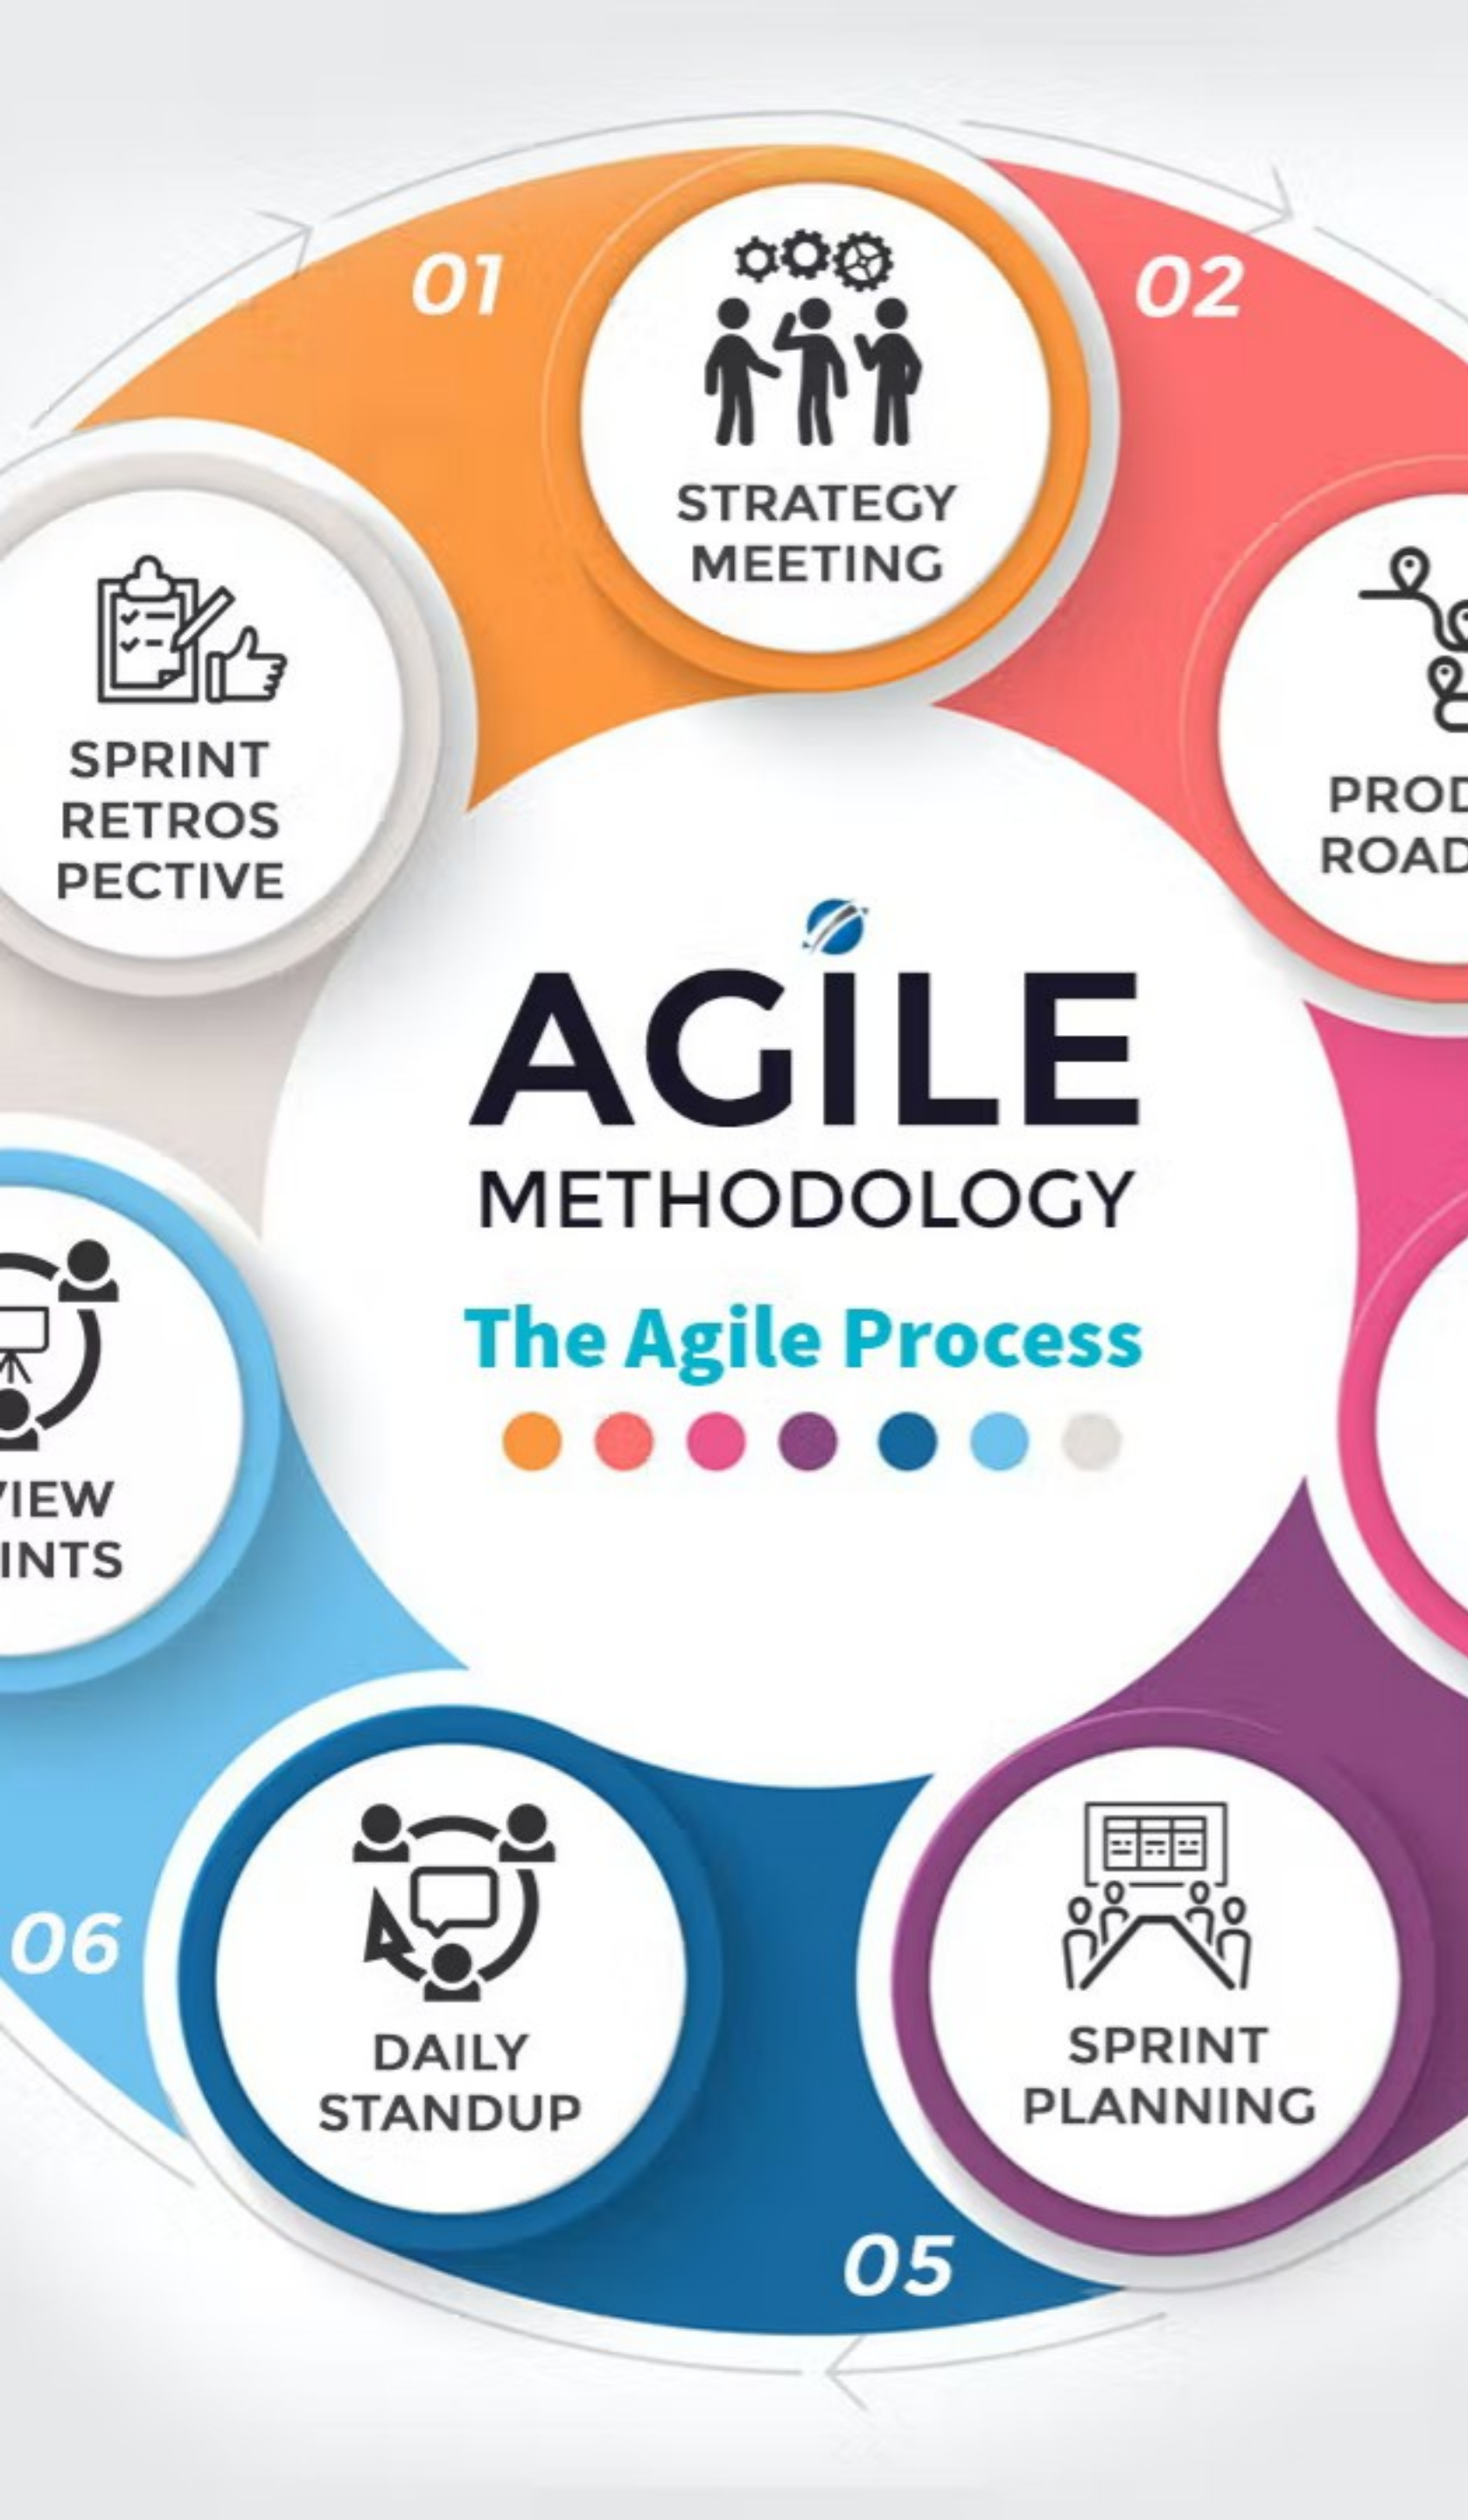 01
STRATEGY
MEETING
02
PROD
ROAD
SPRINT
RETROS
PECTIVE
AGILE
METHODOLOGY
The Agile Process
VIEW
INTS
06
DAILY
STANDUP
05
SPRINT
PLANNING